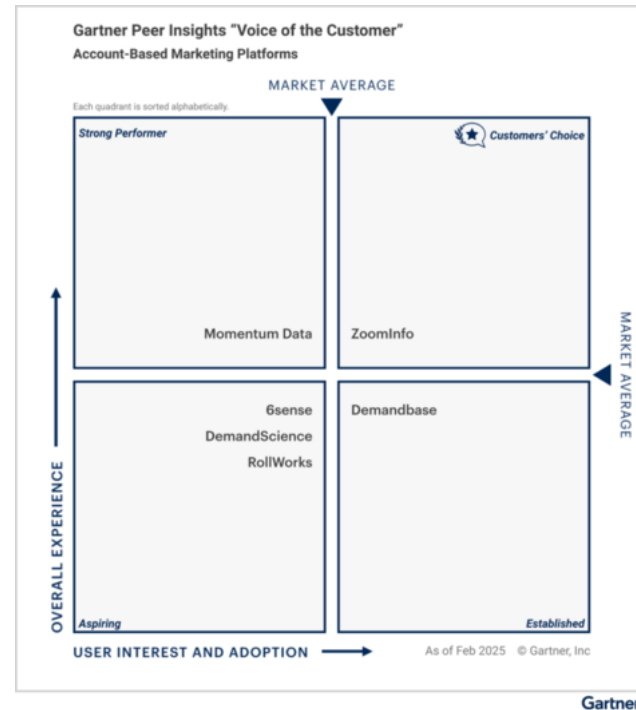 Gartner Peer Insights “Voice of the Customer”
Account-Based Marketing Platforms
MARKET AVERAGE
Each quadrant is sorted alphabetically.
Strong Performer
Customers’ Choice
Momentum Data
ZoomInfo
MARKET AVERAGE
6sense
DemandScience
RollWorks
Demandbase
OVERALL EXPERIENCE
Aspiring
Established
USER INTEREST AND ADOPTION
As of Feb 2025 © Gartner, Inc
Gartner